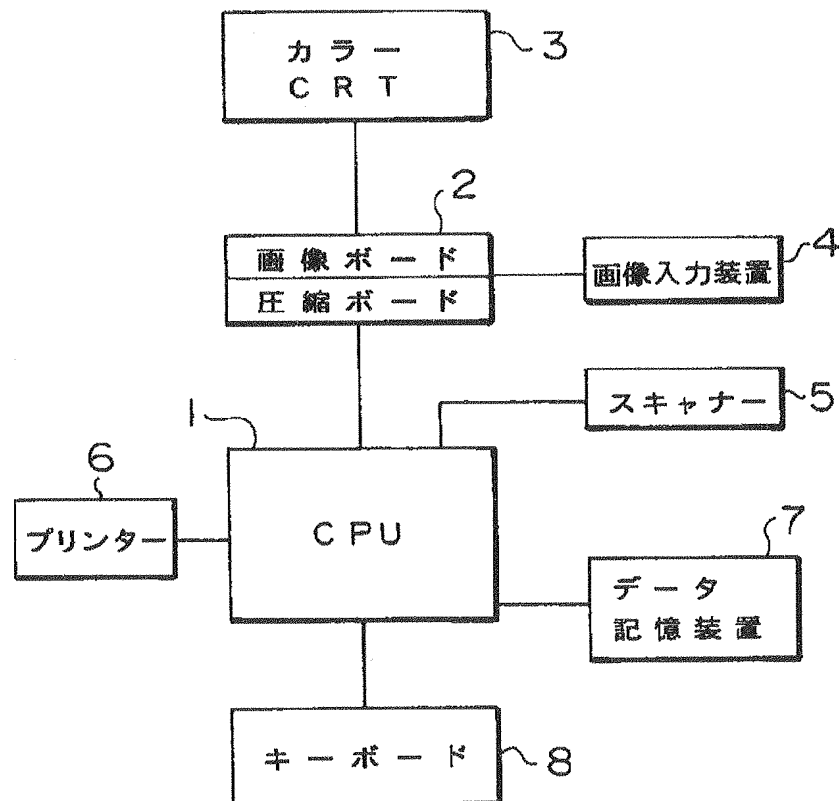 カラー
CRT
3
2
画像ボード
圧縮ボード
画像入力装置
4
スキャナー
5
1
CPU
6
プリンター
7
データ
記憶装置
キーボード
8